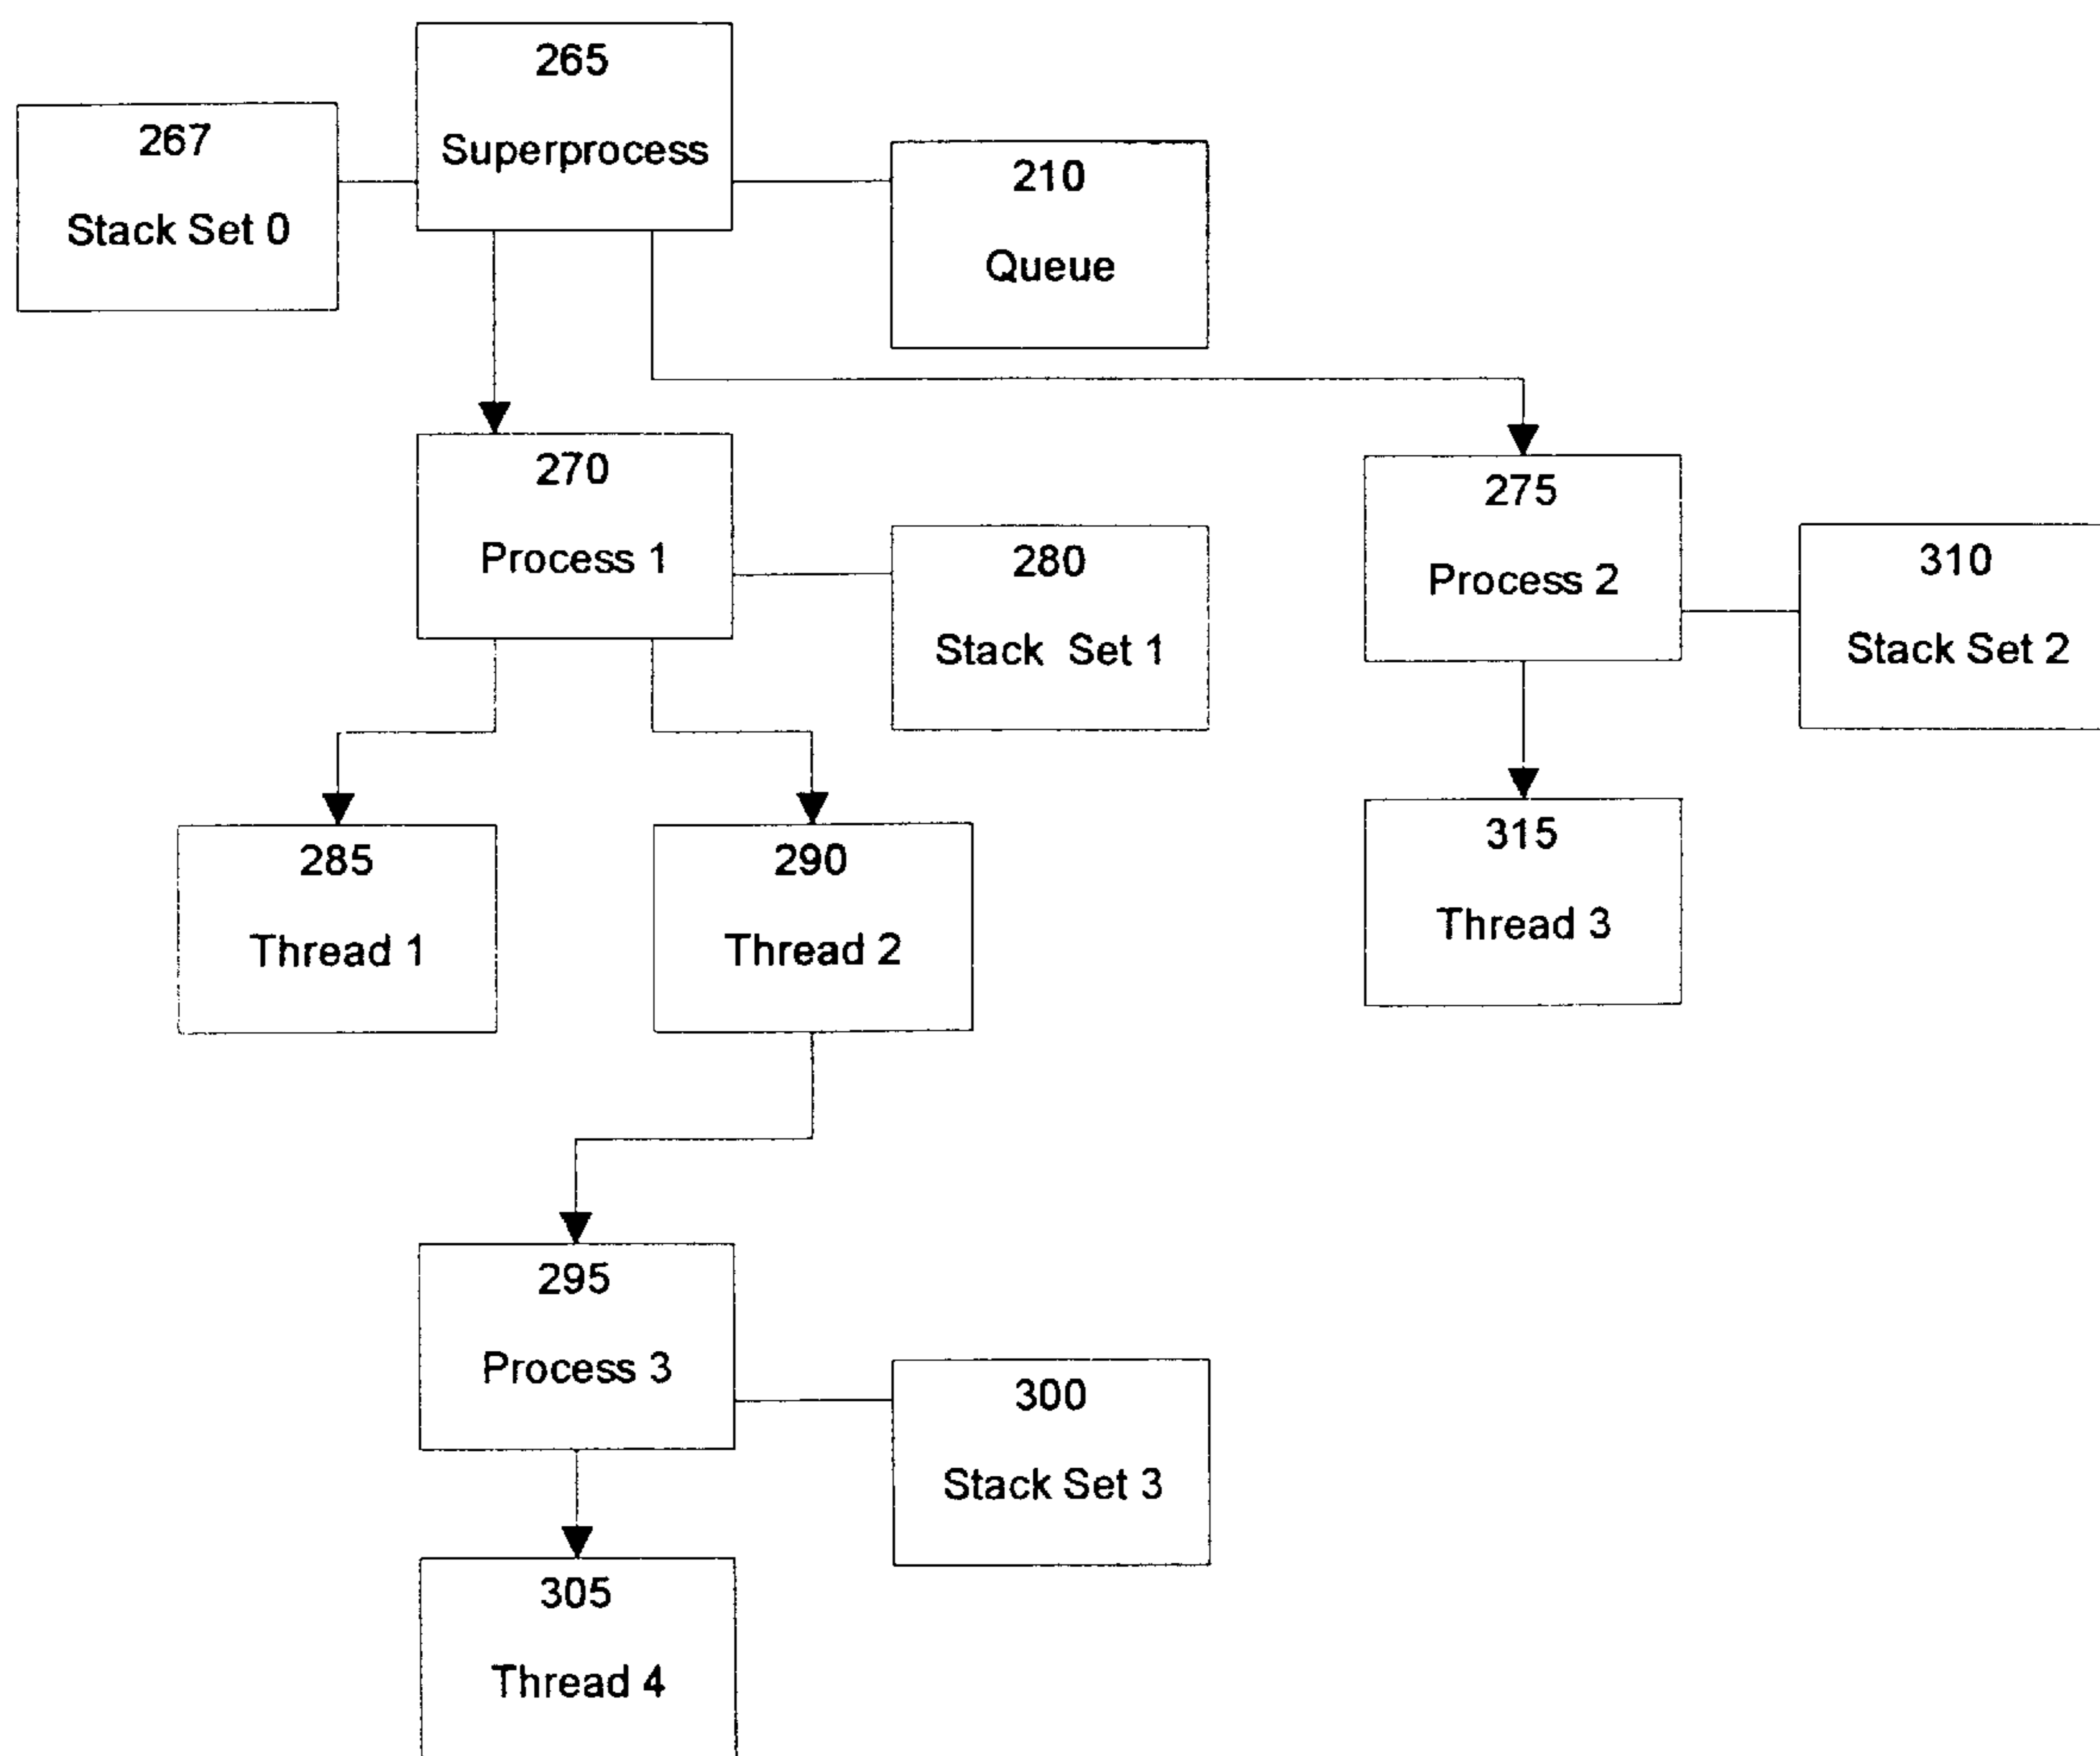 265
Superprocess
267
Stack Set 0
210
Queue
270
Process 1
275
Process 2
280
Stack Set 1
310
Stack Set 2
285
Thread 1
290
Thread 2
315
Thread 3
295
Process 3
300
Stack Set 3
305
Thread 4